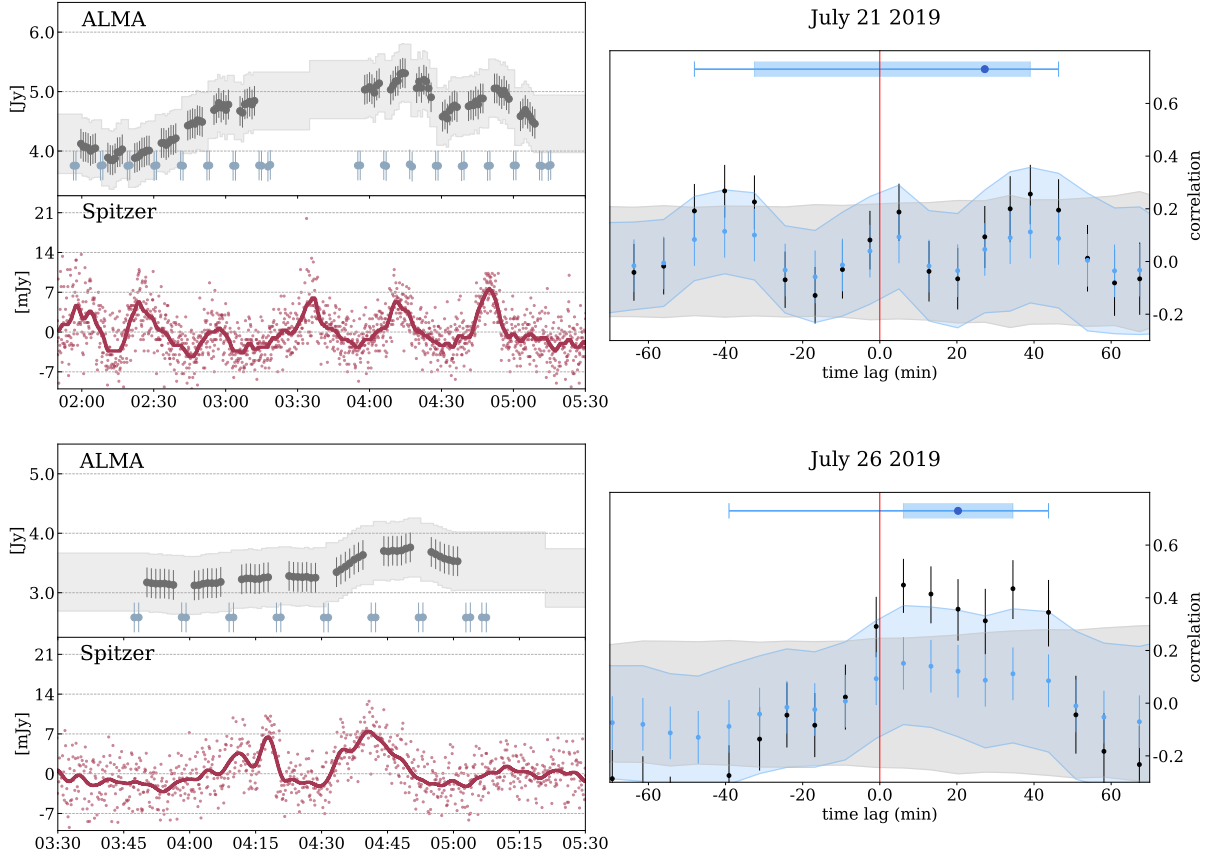 ALMA
6.0
5.0
4.0
[Jy]
Spitzer
21
14
7
0
-7
[mJy]
02:00 02:30 03:00 03:30 04:00 04:30 05:00 05:30
July 21 2019
0.6
0.4
0.2
0.0
-0.2
correlation
-60 -40 -20 0.0 20 40 60
time lag (min)
ALMA
5.0
4.0
3.0
[Jy]
Spitzer
21
14
7
0
-7
[mJy]
03:30 03:45 04:00 04:15 04:30 04:45 05:00 05:15 05:30
July 26 2019
0.6
0.4
0.2
0.0
-0.2
correlation
-60 -40 -20 0.0 20 40 60
time lag (min)